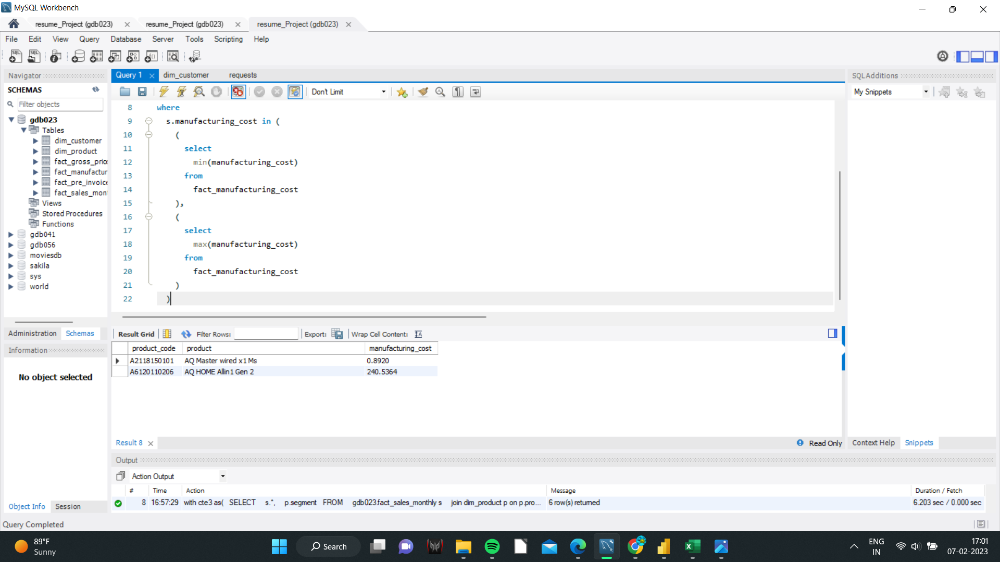 MySQL Workbench
resume_Project (gdb023) resume_Project (gdb023) resume_Project (gdb023)
File Edit View Query Database Server Tools Scripting Help
Navigator
SCHEMAS
Filter objects
gdb023
Tables
dim_customer
dim_product
fact_gross_price
fact_manufactur
fact_pre_invoice
fact_sales_mon
Views
Stored Procedures
Functions
gdb041
gdb056
moviesdb
sakila
sys
world
Administration Schemas
Information
No object selected
Object Info Session
Query 1 dim_customer requests
Don't Limit
8 where
9 s.manufacturing_cost in (
10 (
11 select
12 min(manufacturing_cost)
13 from
14 fact_manufacturing_cost
15 ),
16 (
17 select
18 max(manufacturing_cost)
19 from
20 fact_manufacturing_cost
21 )
22 )
Result Grid Filter Rows: Export: Wrap Cell Content:
product_code product manufacturing_cost
A2118150101 AQ Master wired x1 Ms 0.8920
A6120110206 AQ HOME Allin1 Gen 2 240.5364
Result 8 Read Only
SQLAdditions
My Snippets
Context Help Snippets
Output
Action Output
# Time Action Message Duration / Fetch
8 16:57:29 with cte3 as( SELECT s.*, p.segment FROM gdb023.fact_sales_monthly s join dim_product p on p.pro... 6 row(s) returned 6.203 sec / 0.000 sec
Query Completed
89°F
Sunny
Search
ENG
IN
17:01
07-02-2023